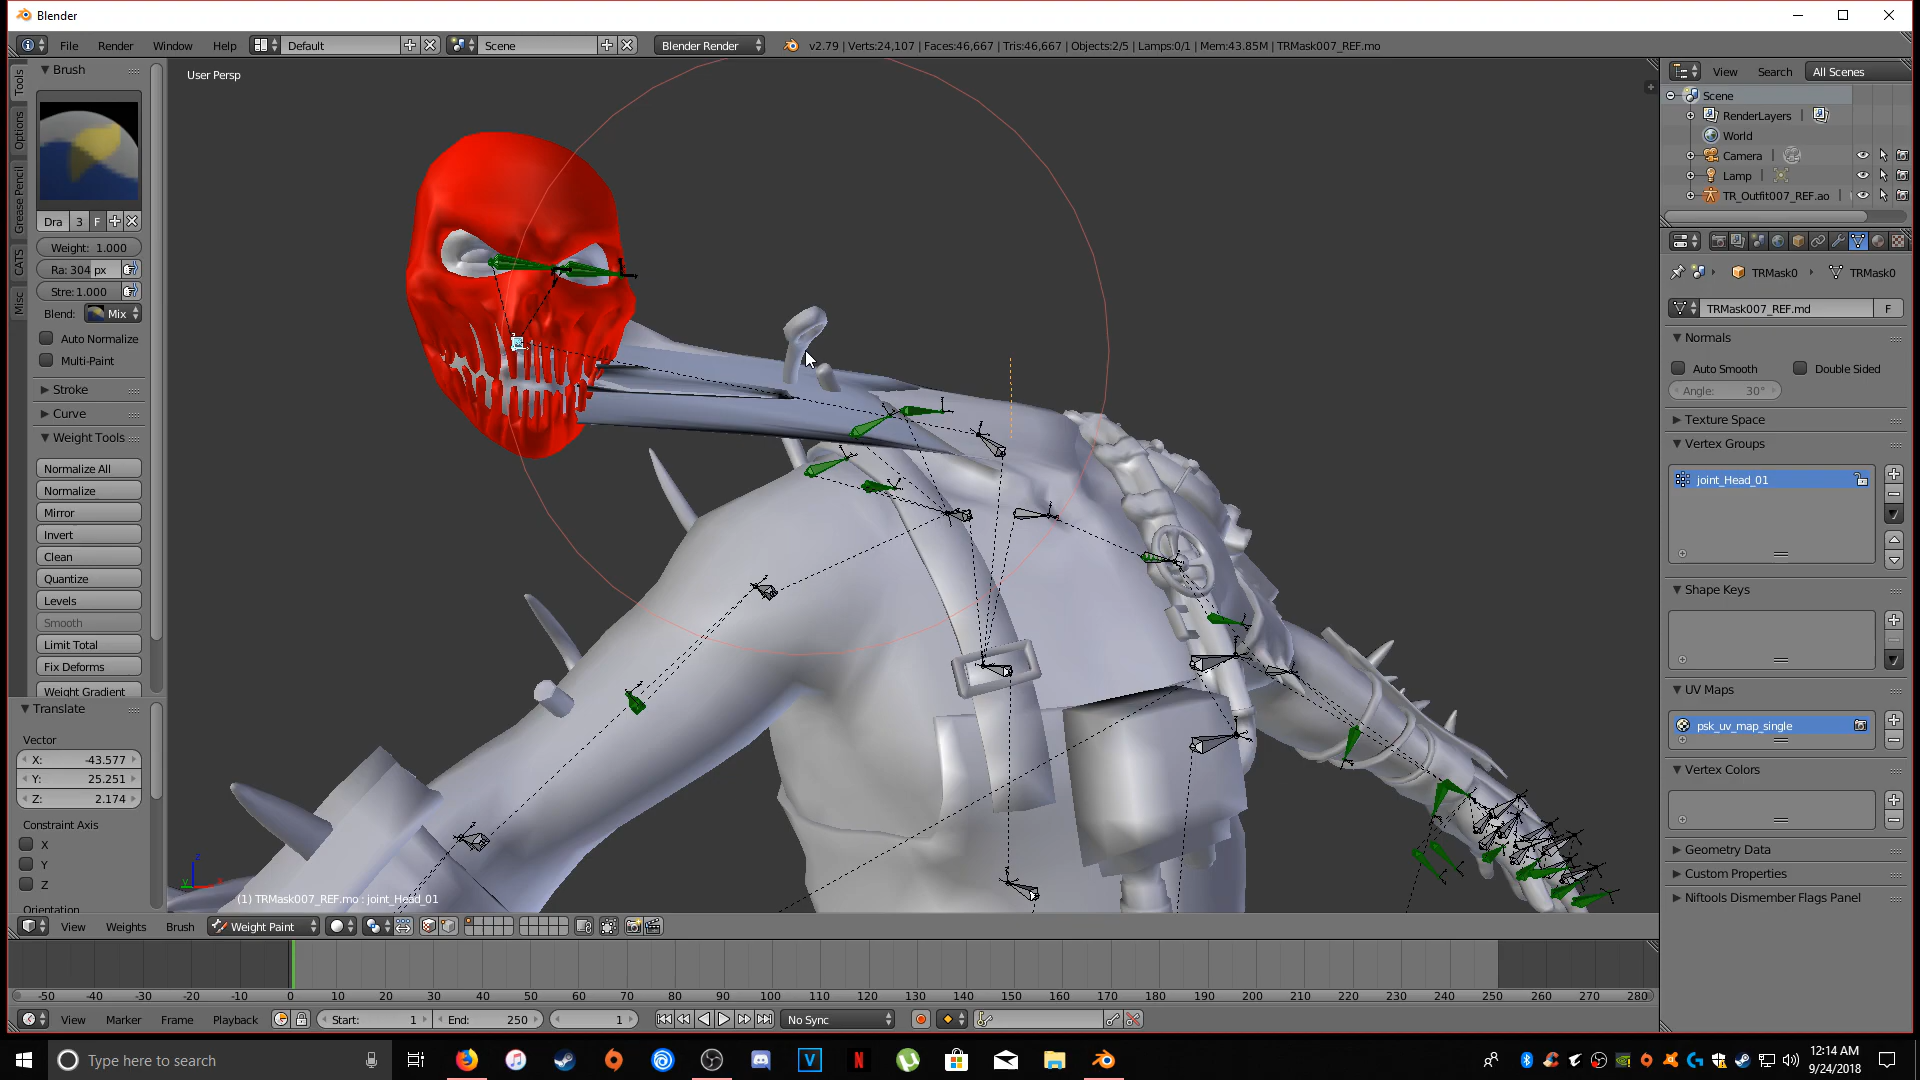 Blender
File Render Window Help Default Scene Blender Render v2.79 | Verts:24,107 | Faces:46,667 | Tris:46,667 | Objects:2/5 | Lamps:0/1 | Mem:43.85M | TRMask007_REF.mo
Tools
Options
Grease Pencil
CATS
Misc
Brush
Dra 3 F
Weight: 1.000
Ra: 304 px
Stre: 1.000
Blend: Mix
Auto Normalize
Multi-Paint
Stroke
Curve
Weight Tools
Normalize All
Normalize
Mirror
Invert
Clean
Quantize
Levels
Smooth
Limit Total
Fix Deforms
Weight Gradient
Translate
Vector
X: -43.577
Y: 25.251
Z: 2.174
Constraint Axis
X
Y
Z
Orientation
User Persp
(1) TRMask007_REF.mo : joint_Head_01
View Weights Brush Weight Paint
View Search All Scenes
Scene
RenderLayers
World
Camera
Lamp
TR_Outfit007_REF.ao
TRMask0 TRMask0
TRMask007_REF.md F
Normals
Auto Smooth Double Sided
Angle: 30°
Texture Space
Vertex Groups
joint_Head_01
Shape Keys
UV Maps
psk_uv_map_single
Vertex Colors
Geometry Data
Custom Properties
Niftools Dismember Flags Panel
-50 -40 -30 -20 -10 0 10 20 30 40 50 60 70 80 90 100 110 120 130 140 150 160 170 180 190 200 210 220 230 240 250 260 270 280
View Marker Frame Playback Start: 1 End: 250 1 No Sync
Type here to search
12:14 AM
9/24/2018